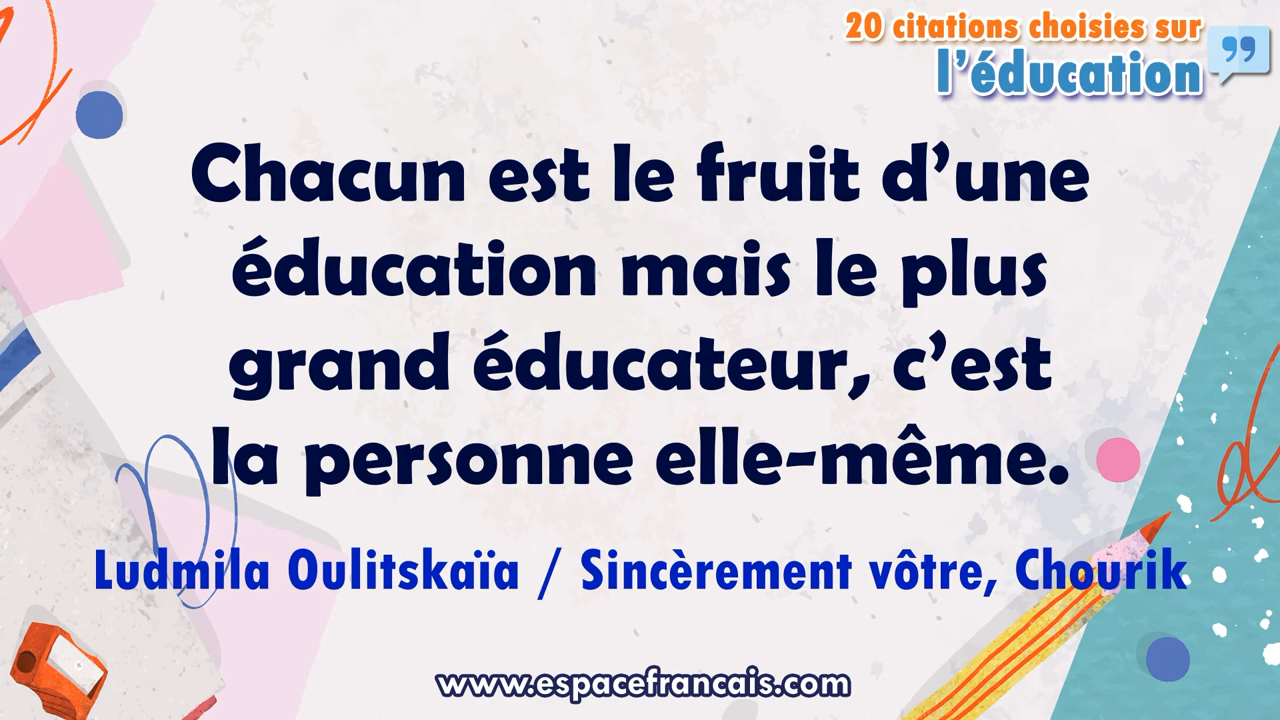 20 citations choisies sur
l’éducation
Chacun est le fruit d’une
éducation mais le plus
grand éducateur, c’est
la personne elle-même.
Ludmila Oulitskaïa / Sincèrement vôtre, Chourik
www.espacefrancais.com